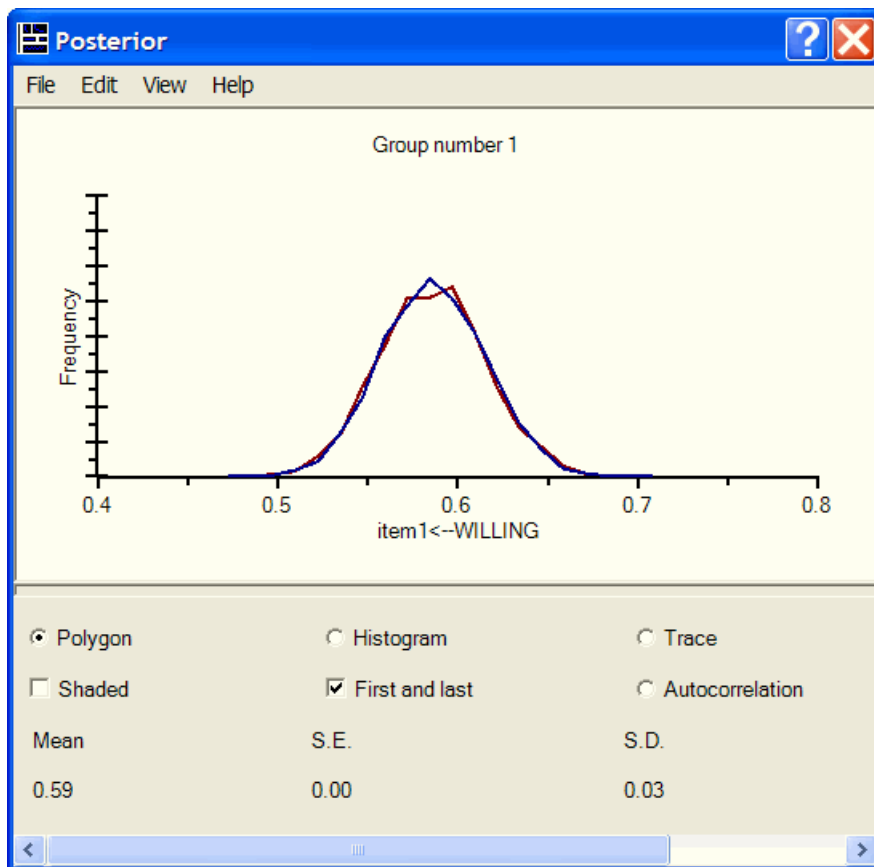 Posterior
File Edit View Help
Group number 1
Frequency
0.4 0.5 0.6 0.7 0.8
item1<--WILLING
Polygon Histogram Trace
Shaded First and last Autocorrelation
Mean S.E. S.D.
0.59 0.00 0.03